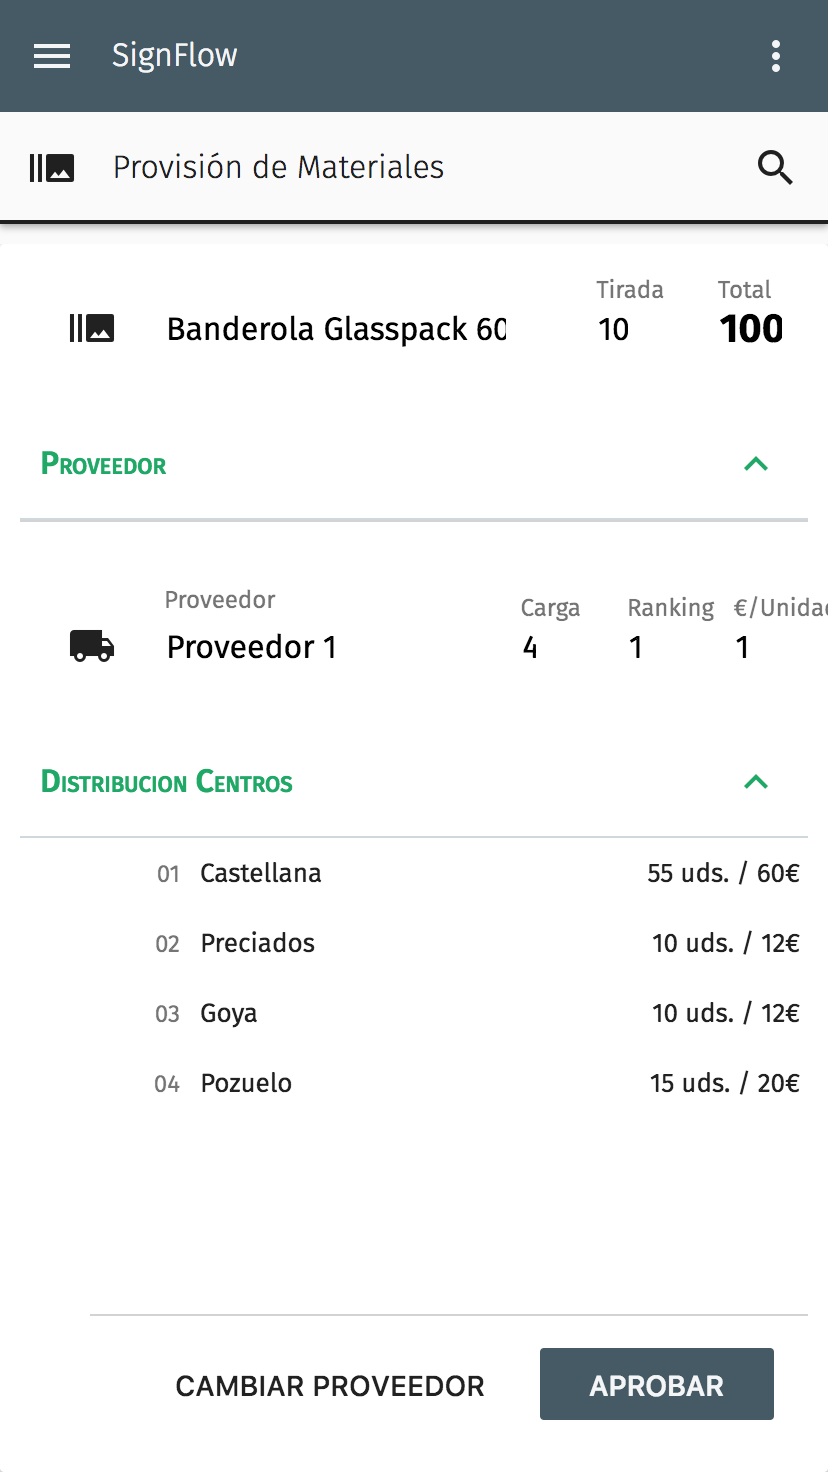 SignFlow
Provisión de Materiales
Tirada Total
Banderola Glasspack 60 10 100
Proveedor
Proveedor Carga Ranking €/Unidad
Proveedor 1 4 1 1
Distribucion Centros
01 Castellana 55 uds. / 60€
02 Preciados 10 uds. / 12€
03 Goya 10 uds. / 12€
04 Pozuelo 15 uds. / 20€
CAMBIAR PROVEEDOR APROBAR